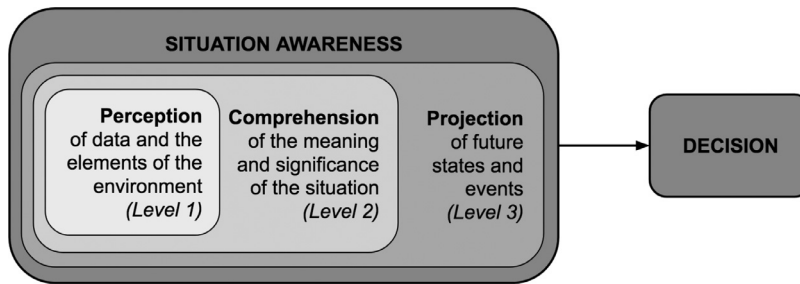 SITUATION AWARENESS
Perception
of data and the
elements of the
environment
(Level 1)
Comprehension
of the meaning
and significance
of the situation
(Level 2)
Projection
of future
states and
events
(Level 3)
DECISION